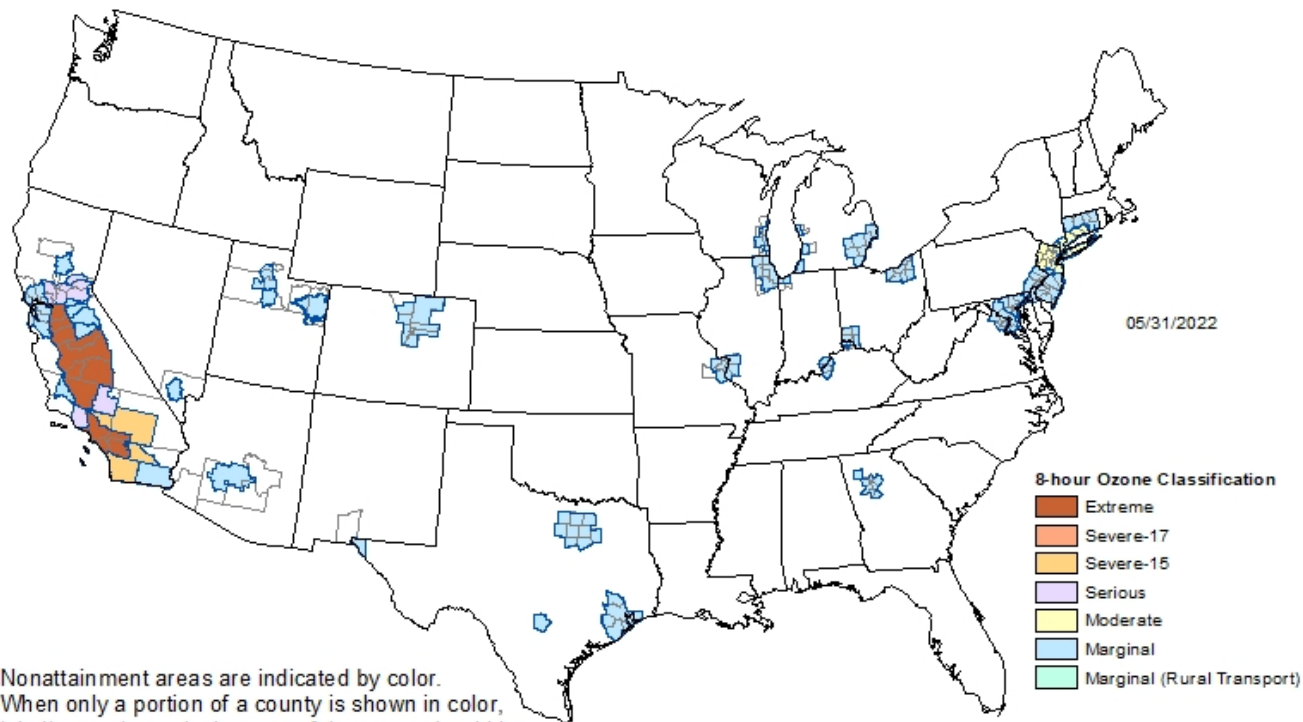 05/31/2022
8-hour Ozone Classification
Extreme
Severe-17
Severe-15
Serious
Moderate
Marginal
Marginal (Rural Transport)
Nonattainment areas are indicated by color.
When only a portion of a county is shown in color,